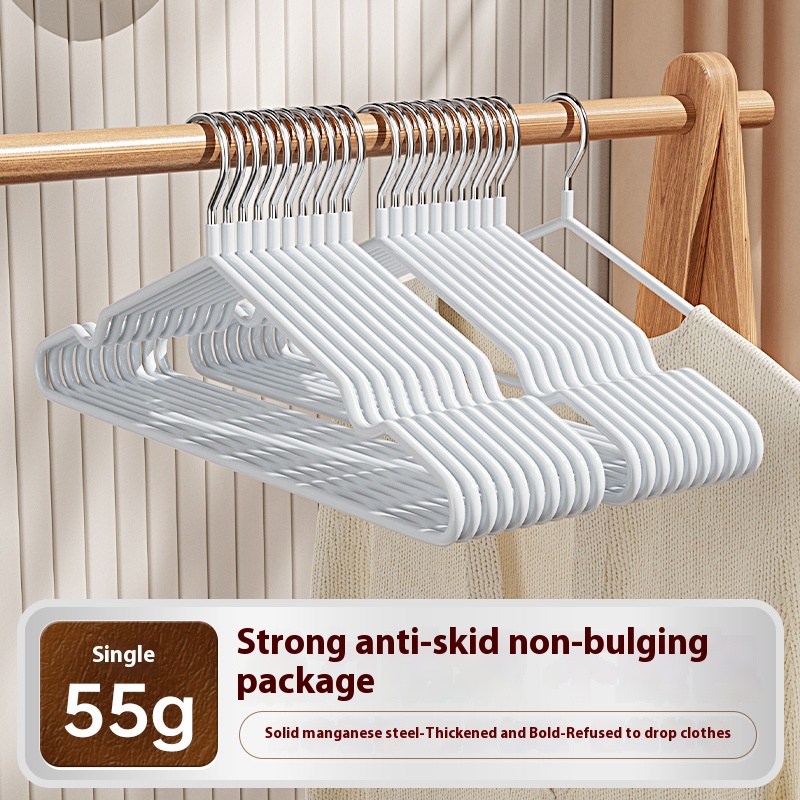 Single
55g
Strong anti-skid non-bulging
package
Solid manganese steel-Thickened and Bold-Refused to drop clothes